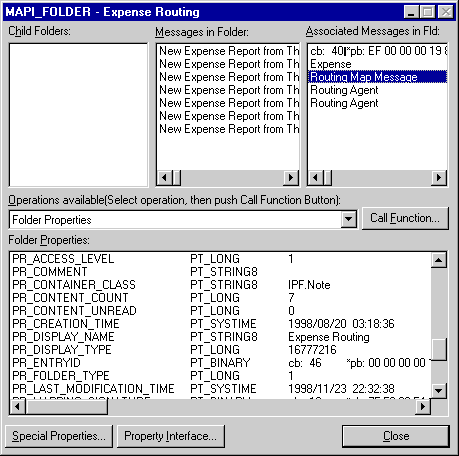 MAPI_FOLDER - Expense Routing
Child Folders:
Messages in Folder:
Associated Messages in Fld:
New Expense Report from Th
New Expense Report from Th
New Expense Report from Th
New Expense Report from Th
New Expense Report from Th
New Expense Report from Th
New Expense Report from Th
cb: 40 *pb: EF 00 00 00 19 8
Expense
Routing Map Message
Routing Agent
Routing Agent
Operations available(Select operation, then push Call Function Button):
Folder Properties
Call Function...
Folder Properties:
PR_ACCESS_LEVEL PT_LONG 1
PR_COMMENT PT_STRING8
PR_CONTAINER_CLASS PT_STRING8 IPF.Note
PR_CONTENT_COUNT PT_LONG 7
PR_CONTENT_UNREAD PT_LONG 0
PR_CREATION_TIME PT_SYSTIME 1998/08/20 03:18:36
PR_DISPLAY_NAME PT_STRING8 Expense Routing
PR_DISPLAY_TYPE PT_LONG 16777216
PR_ENTRYID PT_BINARY cb: 46 *pb: 00 00 00 00
PR_FOLDER_TYPE PT_LONG 1
PR_LAST_MODIFICATION_TIME PT_SYSTIME 1998/11/23 22:32:38
Special Properties...
Property Interface...
Close